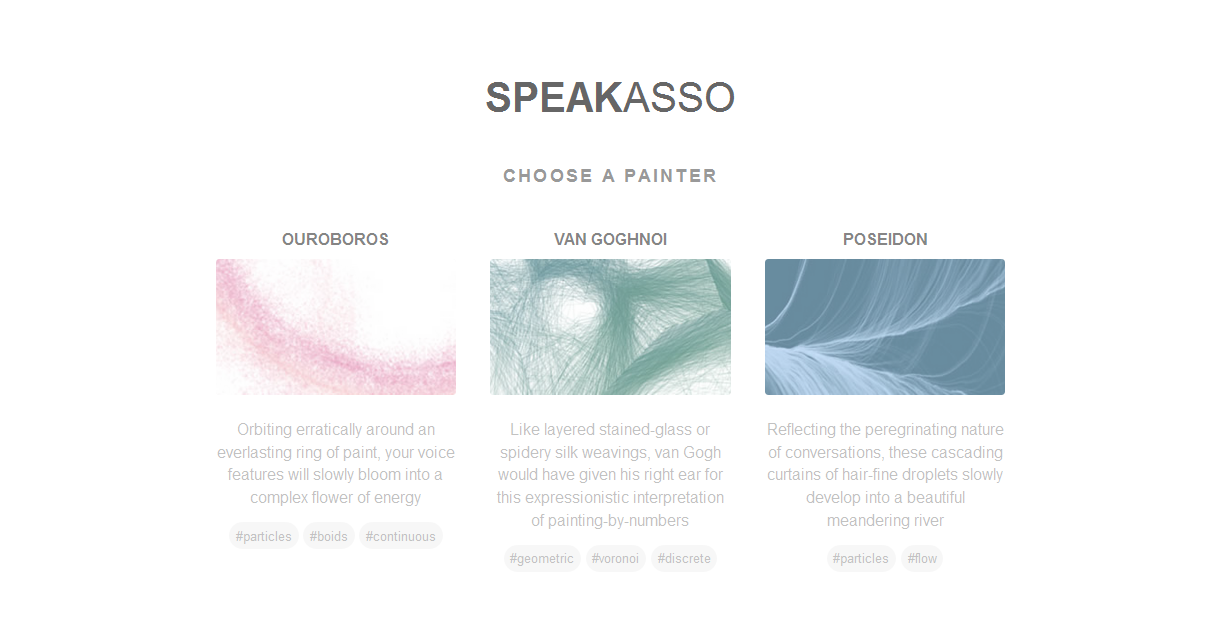 SPEAKASSO
CHOOSE A PAINTER
OUROBOROS
Orbiting erratically around an
everlasting ring of paint, your voice
features will slowly bloom into a
complex flower of energy
#particles #boids #continuous
VAN GOGHNOI
Like layered stained-glass or
spidery silk weavings, van Gogh
would have given his right ear for
this expressionistic interpretation
of painting-by-numbers
#geometric #voronoi #discrete
POSEIDON
Reflecting the peregrinating nature
of conversations, these cascading
curtains of hair-fine droplets slowly
develop into a beautiful
meandering river
#particles #flow